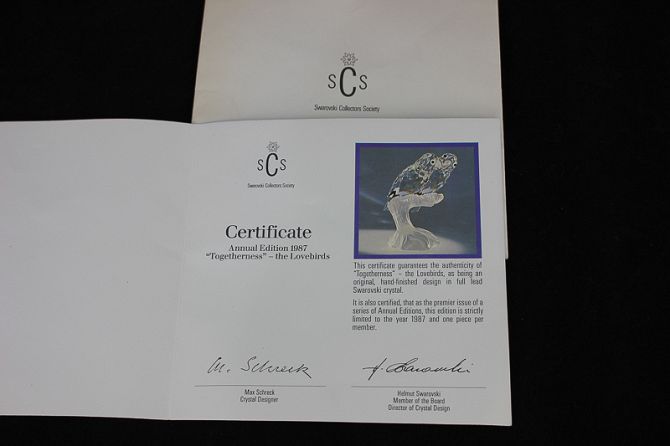 SCS
Swarovski Collectors Society
SCS
Swarovski Collectors Society
Certificate
Annual Edition 1987
"Togetherness" – the Lovebirds
This certificate guarantees the authenticity of
"Togetherness" – the Lovebirds, as being an
original, hand-finished design in full lead
Swarovski crystal.
It is also certified, that as the premier issue of a
series of Annual Editions, this edition is strictly
limited to the year 1987 and one piece per
member.
M. Schreck
Max Schreck
Crystal Designer
H. Swarovski
Helmut Swarovski
Member of the Board
Director of Crystal Design